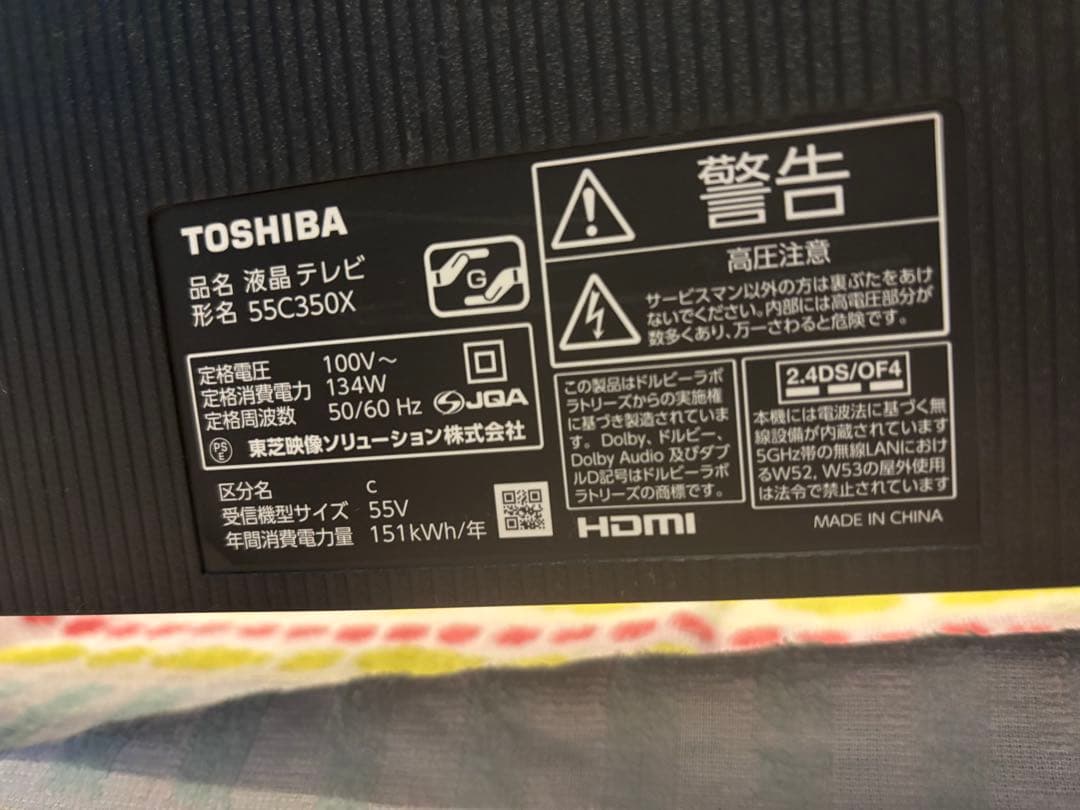 TOSHIBA
品名 液晶テレビ
形名 55C350X
G
定格電圧 100V～
定格消費電力 134W
定格周波数 50/60 Hz
JQA
PS
E
東芝映像ソリューション株式会社
区分名 C
受信機型サイズ 55V
年間消費電力量 151kWh/年
警告
高圧注意
サービスマン以外の方は裏ぶたをあけ
ないでください。内部には高電圧部分が
数多くあり、万一さわると危険です。
この製品はドルビーラボ
ラトリーズからの実施権
に基づき製造されていま
す。Dolby、ドルビー、
Dolby Audio 及びダブ
ルD記号はドルビーラボ
ラトリーズの商標です。
HDMI
2.4DS/OF4
本機には電波法に基づく無
線設備が内蔵されています
5GHz帯の無線LANにおけ
るW52, W53の屋外使用
は法令で禁止されています
MADE IN CHINA